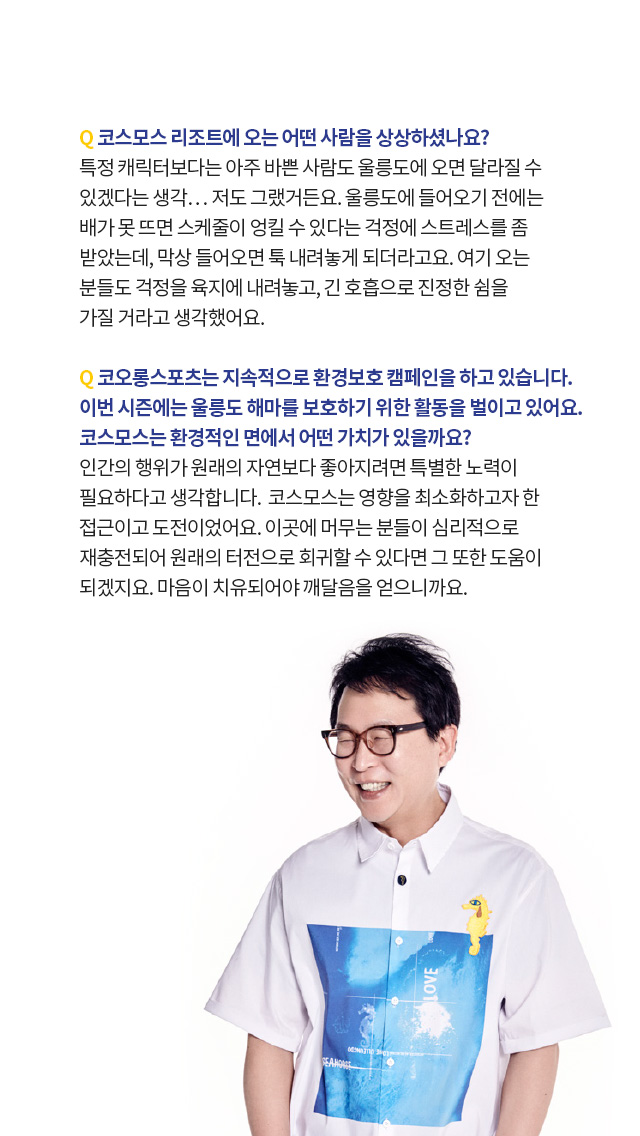 Q 코스모스 리조트에 오는 어떤 사람을 상상하셨나요?
특정 캐릭터보다는 아주 바쁜 사람도 울릉도에 오면 달라질 수
있겠다는 생각… 저도 그랬거든요. 울릉도에 들어오기 전에는
배가 못 뜨면 스케줄이 엉킬 수 있다는 걱정에 스트레스를 좀
받았는데, 막상 들어오면 툭 내려놓게 되더라고요. 여기 오는
분들도 걱정을 육지에 내려놓고, 긴 호흡으로 진정한 쉼을
가질 거라고 생각했어요.
Q 코오롱스포츠는 지속적으로 환경보호 캠페인을 하고 있습니다.
이번 시즌에는 울릉도 해마를 보호하기 위한 활동을 벌이고 있어요.
코스모스는 환경적인 면에서 어떤 가치가 있을까요?
인간의 행위가 원래의 자연보다 좋아지려면 특별한 노력이
필요하다고 생각합니다. 코스모스는 영향을 최소화하고자 한
접근이고 도전이었어요. 이곳에 머무는 분들이 심리적으로
재충전되어 원래의 터전으로 회귀할 수 있다면 그 또한 도움이
되겠지요. 마음이 치유되어야 깨달음을 얻으니까요.
LOVE